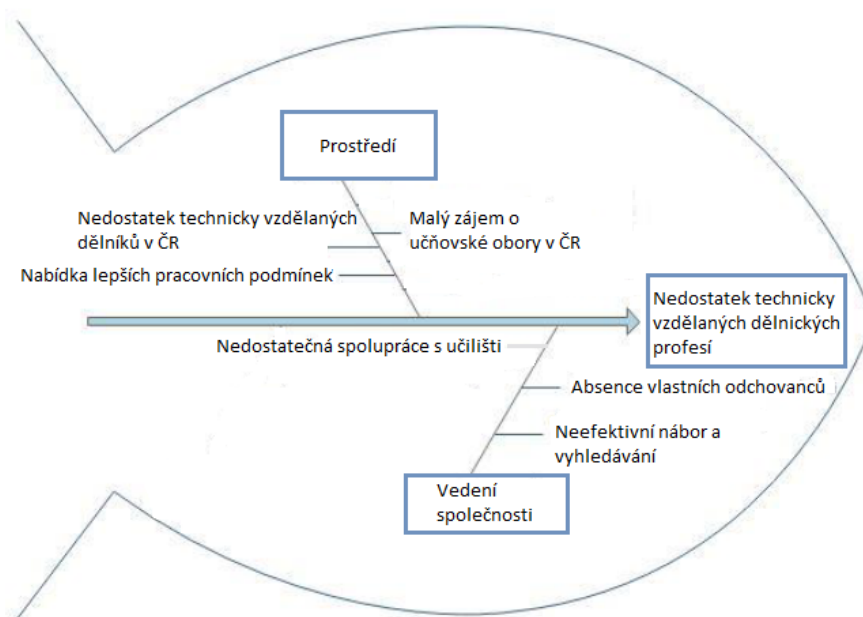 Prostředí
Nedostatek technicky vzdělaných
dělníků v ČR
Malý zájem o
učňovské obory v ČR
Nabídka lepších pracovních podmínek
Nedostatek technicky
vzdělaných dělnických
profesí
Nedostatečná spolupráce s učilišti
Absence vlastních odchovanců
Neefektivní nábor a
vyhledávání
Vedení
společnosti